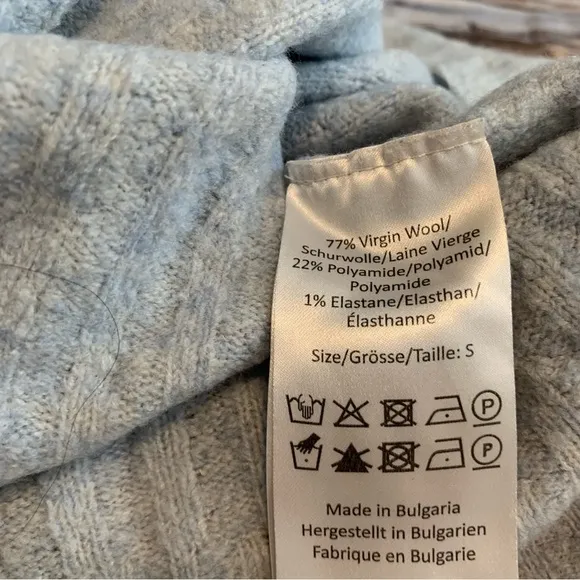 77% Virgin Wool/
Schurwolle/Laine Vierge
22% Polyamide/Polyamid/
Polyamide
1% Elastane/Elasthan/
Élasthanne
Size/Grösse/Taille: S
P
P
Made in Bulgaria
Hergestellt in Bulgarien
Fabrique en Bulgarie